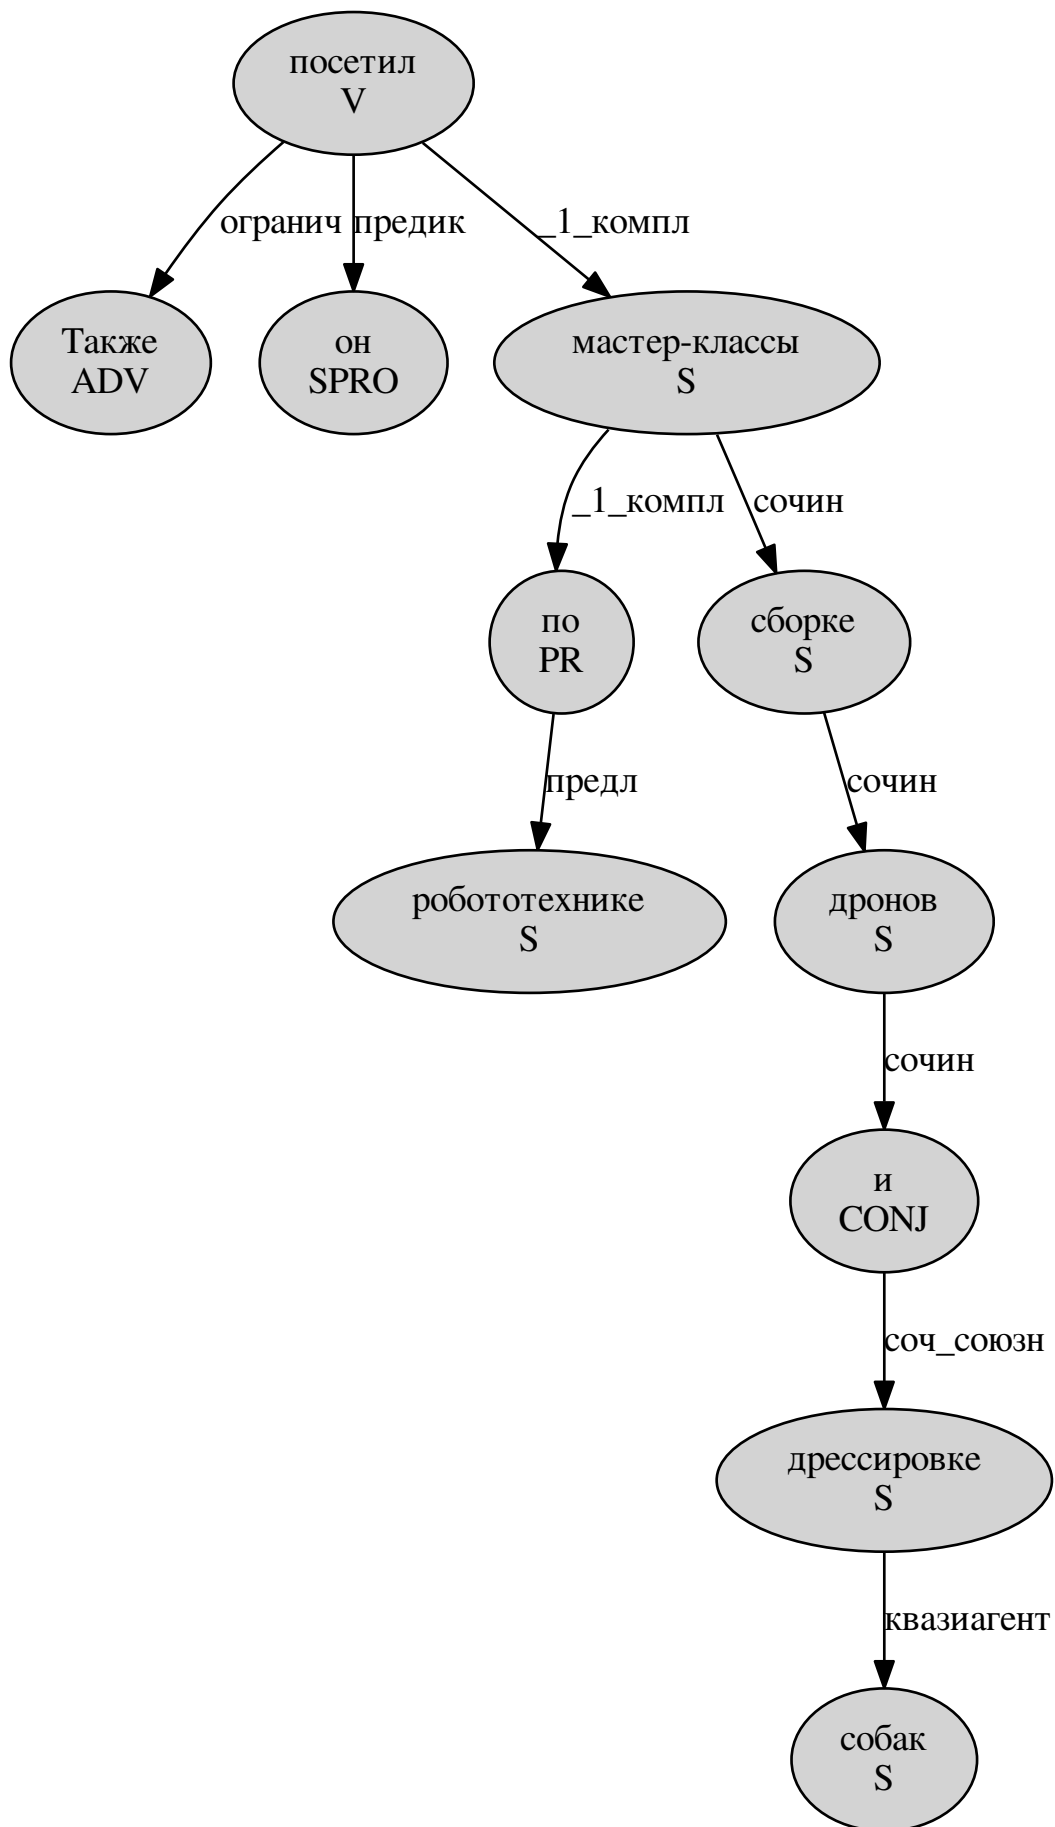 посетил
V
огранич предик _1_компл
Также
ADV
он
SPRO
мастер-классы
S
_1_компл сочин
по
PR
сборке
S
предл сочин
робототехнике
S
дронов
S
сочин
и
CONJ
соч_союзн
дрессировке
S
квазиагент
собак
S